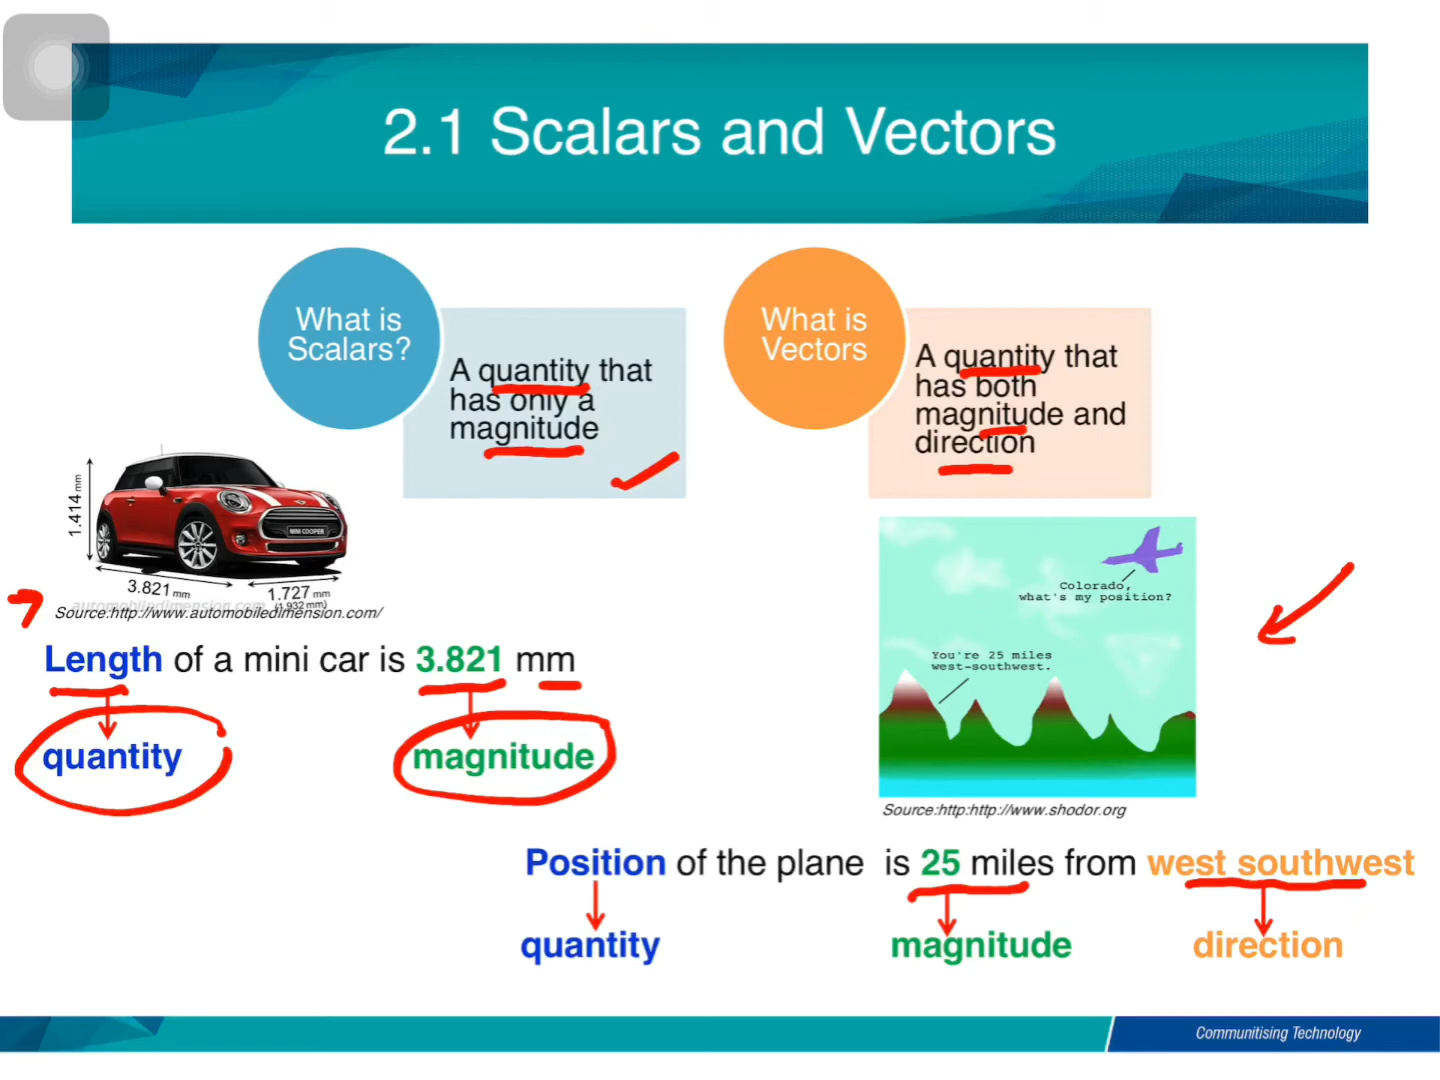 2.1 Scalars and Vectors
What is
Scalars?
A quantity that
has only a
magnitude
What is
Vectors
A quantity that
has both
magnitude and
direction
1.414 mm
MINI COOPER
3.821 mm
1.727 mm
(1.932 mm)
automobiledimension.com
Source:http://www.automobiledimension.com/
Length of a mini car is 3.821 mm
quantity
magnitude
Colorado,
what's my position?
You're 25 miles
west-southwest.
Source:http:http://www.shodor.org
Position of the plane is 25 miles from west southwest
quantity
magnitude
direction
Communitising Technology